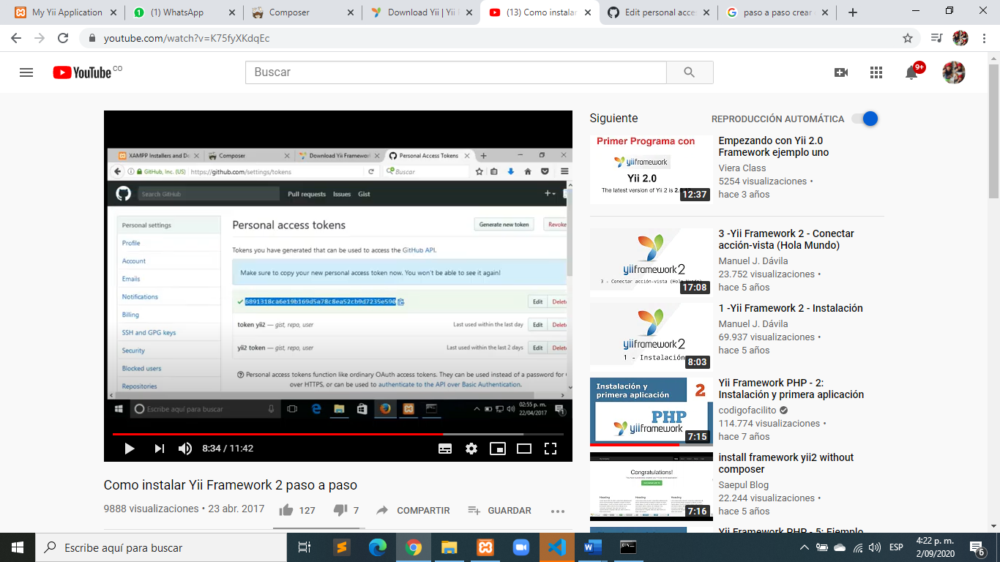 My Yii Application
(1) WhatsApp
Composer
Download Yii | Yii
(13) Como instalar
Edit personal acce
paso a paso crear
youtube.com/watch?v=K75fyXKdqEc
YouTube CO
Buscar
9+
XAMPP Installers and Do
Composer
Download Yii Framewor
Personal Access Tokens
GitHub, Inc. (US)
https://github.com/settings/tokens
Buscar
Search GitHub
Pull requests Issues Gist
Personal settings
Profile
Account
Emails
Notifications
Billing
SSH and GPG keys
Security
Blocked users
Repositories
Personal access tokens
Generate new token
Revoke
Tokens you have generated that can be used to access the GitHub API.
Make sure to copy your new personal access token now. You won't be able to see it again!
6891318ca6e19b169d5a78c8ea52cb9d7235e590
Edit Delet
token yii2 — gist, repo, user
Last used within the last day
Edit Delet
yii2 token — gist, repo, user
Last used within the last 2 days
Edit Delet
Personal access tokens function like ordinary OAuth access tokens. They can be used instead of a password for
over HTTPS, or can be used to authenticate to the API over Basic Authentication.
Escribe aquí para buscar
02:55 p. m.
22/04/2017
8:34 / 11:42
Como instalar Yii Framework 2 paso a paso
9888 visualizaciones • 23 abr. 2017
127
7
COMPARTIR
GUARDAR
Siguiente
REPRODUCCIÓN AUTOMÁTICA
Primer Programa con
yiiframework
Yii 2.0
The latest version of Yii 2 is 2.
12:37
Empezando con Yii 2.0
Framework ejemplo uno
Viera Class
5254 visualizaciones •
hace 3 años
yiiframework 2
3 - Conectar acción-vista (Hola Mundo)
17:08
3 -Yii Framework 2 - Conectar
acción-vista (Hola Mundo)
Manuel J. Dávila
23.752 visualizaciones •
hace 5 años
yiiframework 2
1 - Instalación
8:03
1 -Yii Framework 2 - Instalación
Manuel J. Dávila
69.937 visualizaciones •
hace 5 años
Instalación y
primera aplicación
2
PHP
yiiframework
7:15
Yii Framework PHP - 2:
Instalación y primera aplicación
codigofacilito
114.774 visualizaciones •
hace 7 años
Congratulations!
Heading Heading Heading
7:16
install framework yii2 without
composer
Saepul Blog
22.244 visualizaciones •
hace 5 años
Yii Framework PHP - 5: Ejemplo
Escribe aquí para buscar
ESP
4:22 p. m.
2/09/2020
6